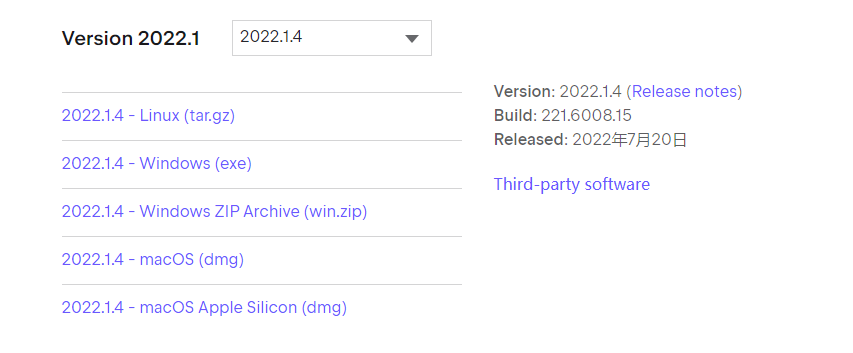 Version 2022.1
2022.1.4
2022.1.4 - Linux (tar.gz)
2022.1.4 - Windows (exe)
2022.1.4 - Windows ZIP Archive (win.zip)
2022.1.4 - macOS (dmg)
2022.1.4 - macOS Apple Silicon (dmg)
Version: 2022.1.4 (Release notes)
Build: 221.6008.15
Released: 2022年7月20日
Third-party software